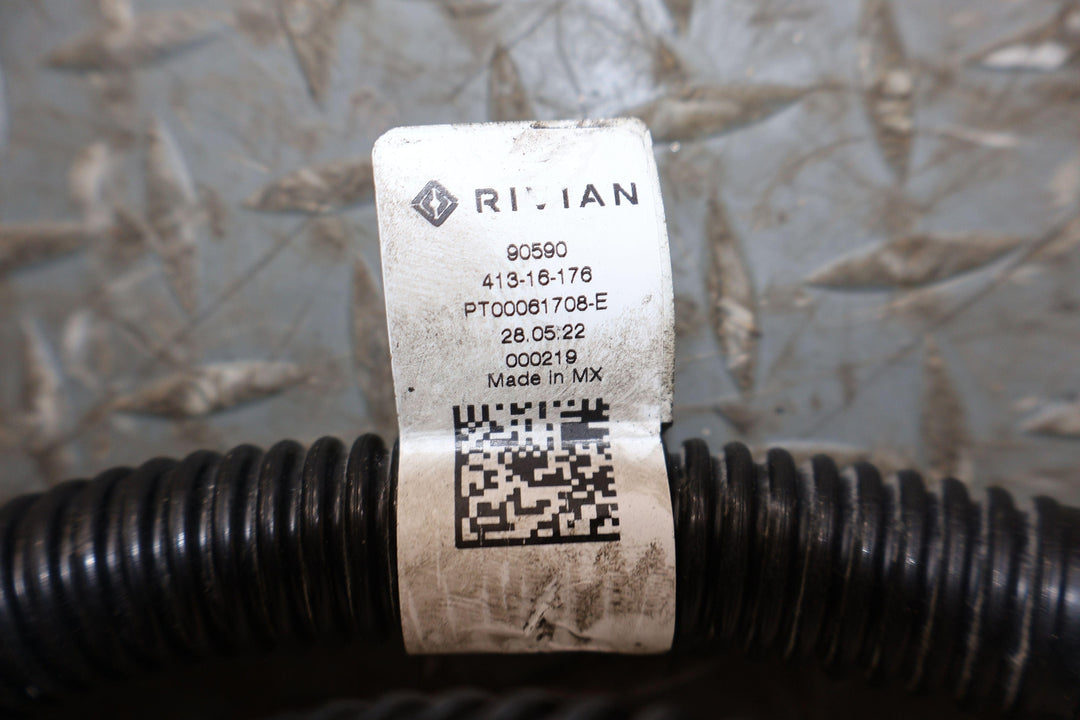 RIVIAN
90590
413-16-176
PT00061708-E
28.05.22
000219
Made in MX